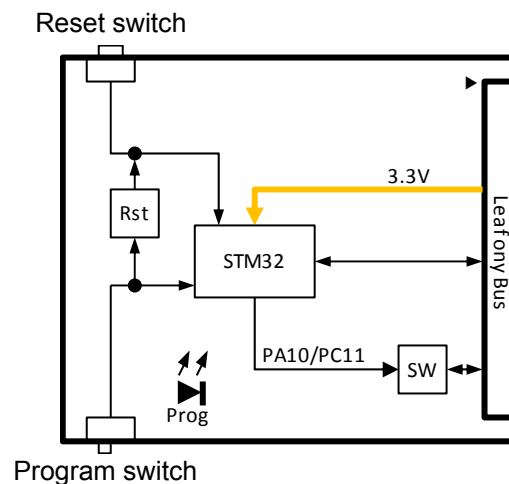 Reset switch
3.3V
Rst
STM32
Leafony Bus
PA10/PC11
SW
Prog
Program switch